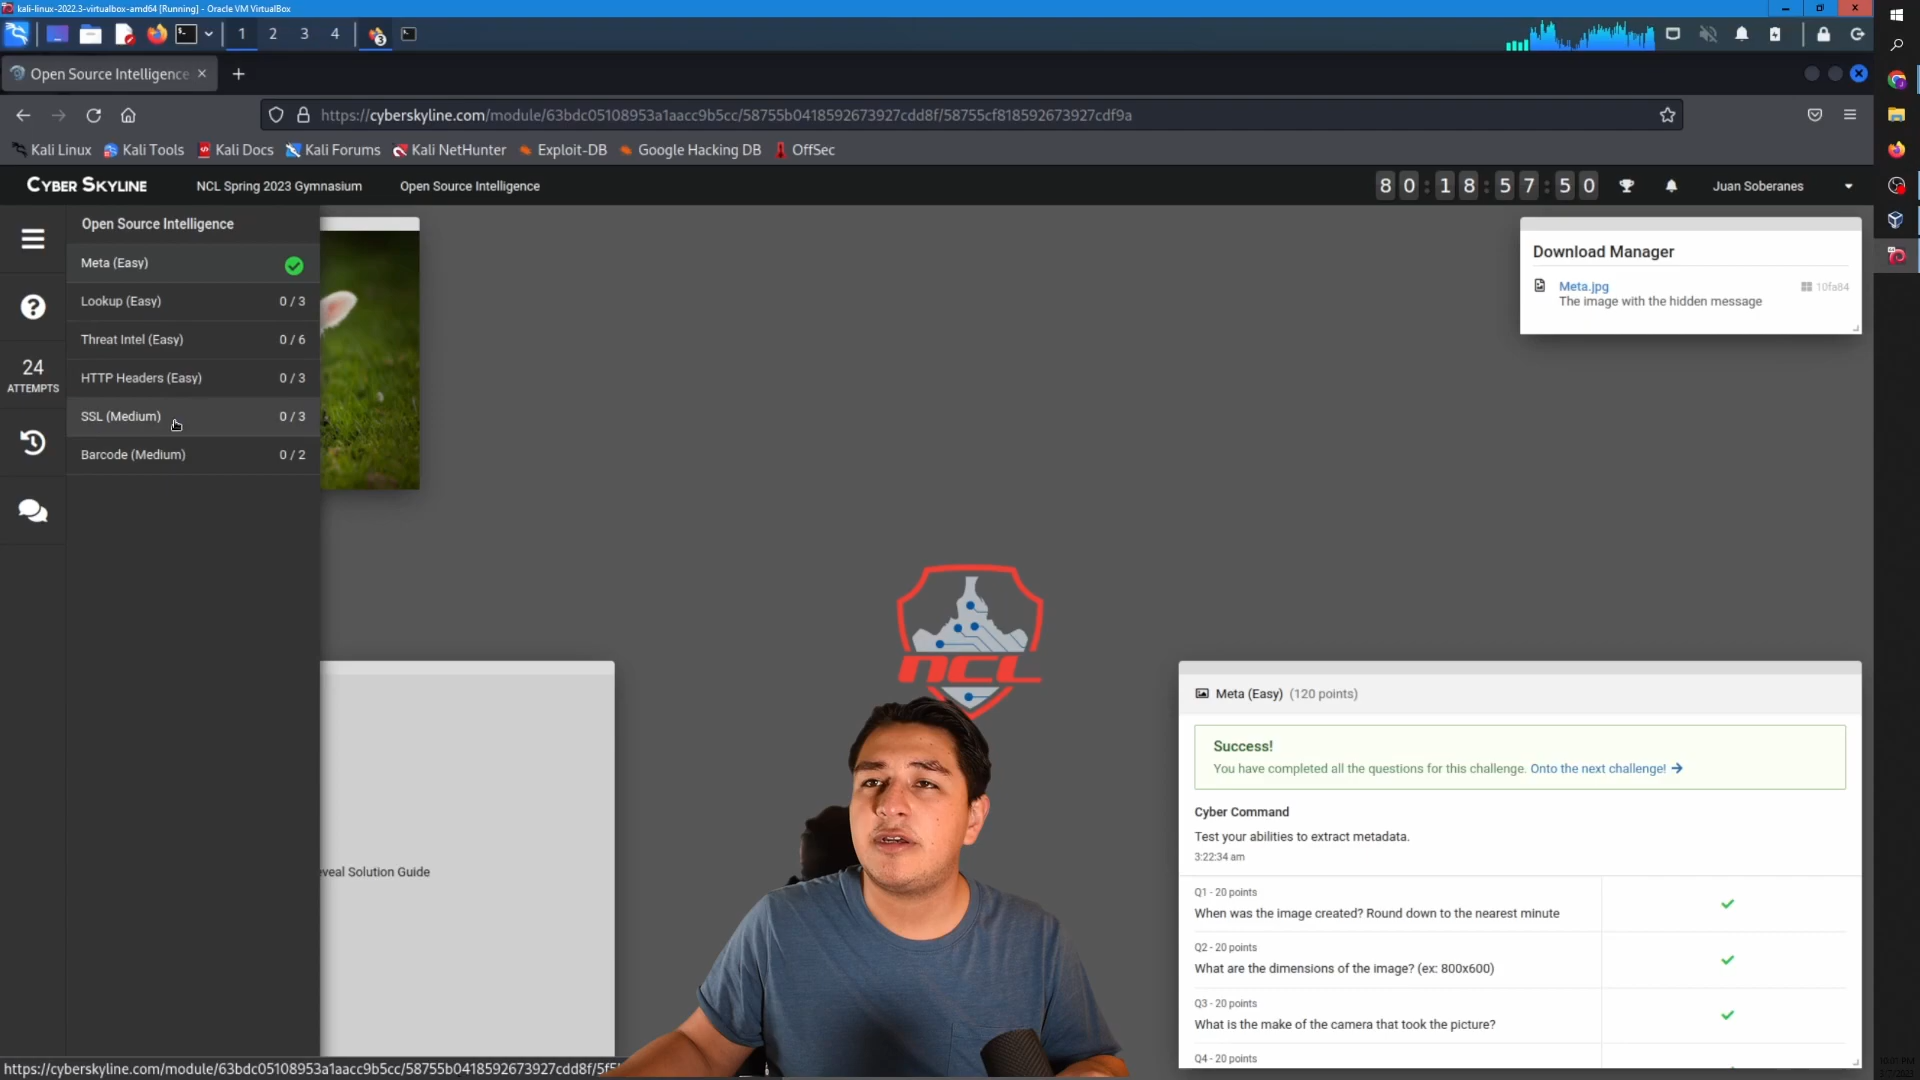 kali-linux-2022.3-virtualbox-amd64 [Running] - Oracle VM VirtualBox
1 2 3 4
Open Source Intelligence
https://cyberskyline.com/module/63bdc05108953a1aacc9b5cc/58755b0418592673927cdd8f/58755cf818592673927cdf9a
Kali Linux Kali Tools Kali Docs Kali Forums Kali NetHunter Exploit-DB Google Hacking DB OffSec
CYBER SKYLINE NCL Spring 2023 Gymnasium Open Source Intelligence 80:18:57:50 Juan Soberanes
Open Source Intelligence
Meta (Easy)
Lookup (Easy) 0 / 3
Threat Intel (Easy) 0 / 6
HTTP Headers (Easy) 0 / 3
SSL (Medium) 0 / 3
Barcode (Medium) 0 / 2
24
ATTEMPTS
Download Manager
Meta.jpg 10fa84
The image with the hidden message
NCL
eveal Solution Guide
Meta (Easy) (120 points)
Success!
You have completed all the questions for this challenge. Onto the next challenge!
Cyber Command
Test your abilities to extract metadata.
3:22:34 am
Q1 - 20 points
When was the image created? Round down to the nearest minute
Q2 - 20 points
What are the dimensions of the image? (ex: 800x600)
Q3 - 20 points
What is the make of the camera that took the picture?
Q4 - 20 points
https://cyberskyline.com/module/63bdc05108953a1aacc9b5cc/58755b0418592673927cdd8f/5f5